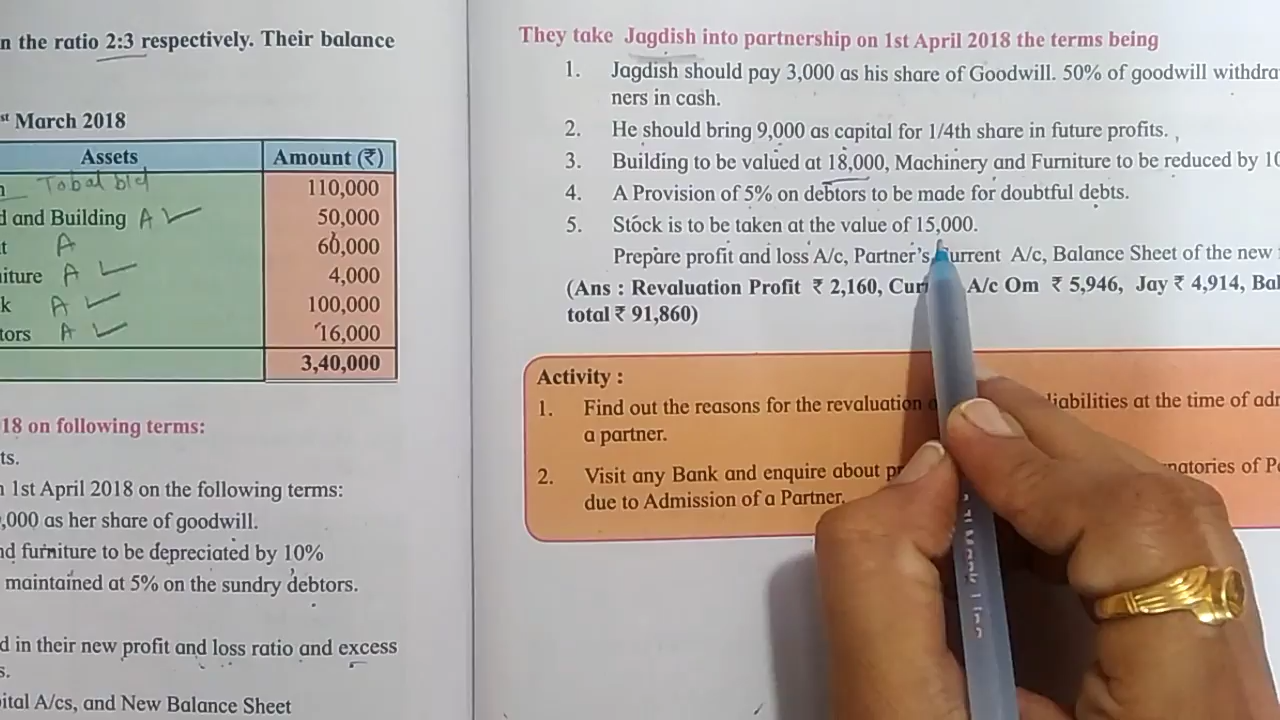 n the ratio 2:3 respectively. Their balance
st March 2018
Assets Amount (₹)
Tobal bld 110,000
d and Building A 50,000
t A 60,000
iture A 4,000
k A 100,000
tors A 16,000
3,40,000
18 on following terms:
ts.
n 1st April 2018 on the following terms:
,000 as her share of goodwill.
nd furniture to be depreciated by 10%
maintained at 5% on the sundry debtors.
d in their new profit and loss ratio and excess
s.
ital A/cs, and New Balance Sheet
They take Jagdish into partnership on 1st April 2018 the terms being
1. Jagdish should pay 3,000 as his share of Goodwill. 50% of goodwill withdra
ners in cash.
2. He should bring 9,000 as capital for 1/4th share in future profits.
3. Building to be valued at 18,000, Machinery and Furniture to be reduced by 10
4. A Provision of 5% on debtors to be made for doubtful debts.
5. Stock is to be taken at the value of 15,000.
Prepare profit and loss A/c, Partner's Current A/c, Balance Sheet of the new
(Ans : Revaluation Profit ₹ 2,160, Cur A/c Om ₹ 5,946, Jay ₹ 4,914, Bal
total ₹ 91,860)
Activity :
1. Find out the reasons for the revaluation liabilities at the time of adr
a partner.
2. Visit any Bank and enquire about pr natories of P
due to Admission of a Partner.